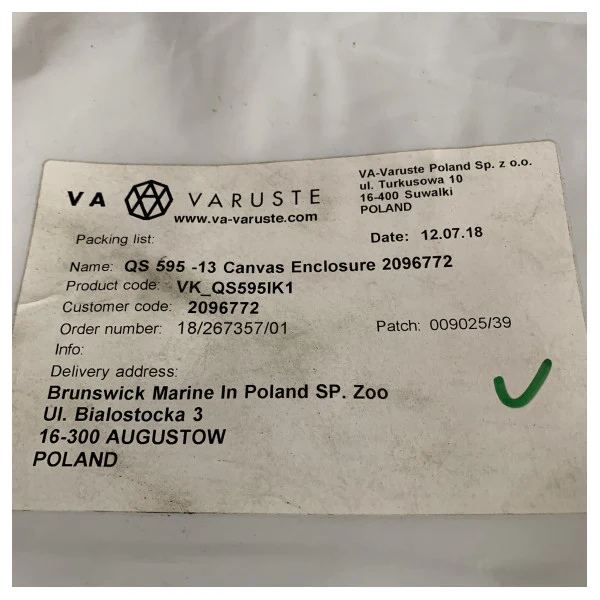 VA VARUSTE
www.va-varuste.com
VA-Varuste Poland Sp. z o.o.
ul. Turkusowa 10
16-400 Suwalki
POLAND
Packing list:
Date: 12.07.18
Name: QS 595 -13 Canvas Enclosure 2096772
Product code: VK_QS595IK1
Customer code: 2096772
Order number: 18/267357/01 Patch: 009025/39
Info:
Delivery address:
Brunswick Marine In Poland SP. Zoo
Ul. Bialostocka 3
16-300 AUGUSTOW
POLAND